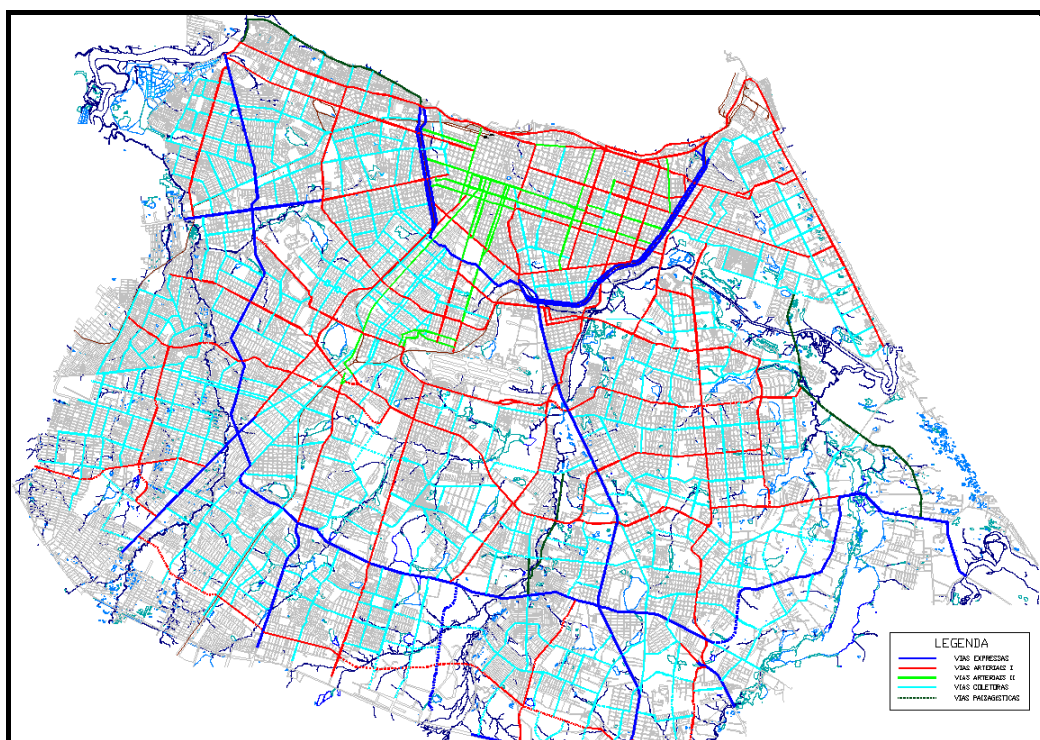 LEGENDA
VIAS EXPRESSAS
VIAS ARTERIAIS I
VIAS ARTERIAIS II
VIAS COLETORAS
VIAS PAISAGISTICAS